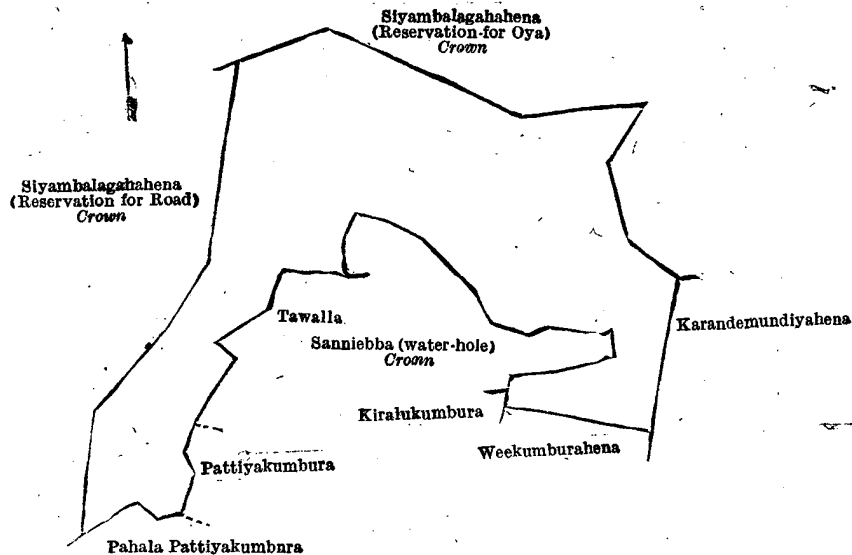 Siyambalagahahena
(Reservation for Oya)
Crown
Siyambalagahahena
(Reservation for Road)
Crown
Tawalla
Karandemundiyahena
Sanniebba (water-hole)
Crown
Kiralukumbura
Weekumburahena
Pattiyakumbura
Pahala Pattiyakumbura